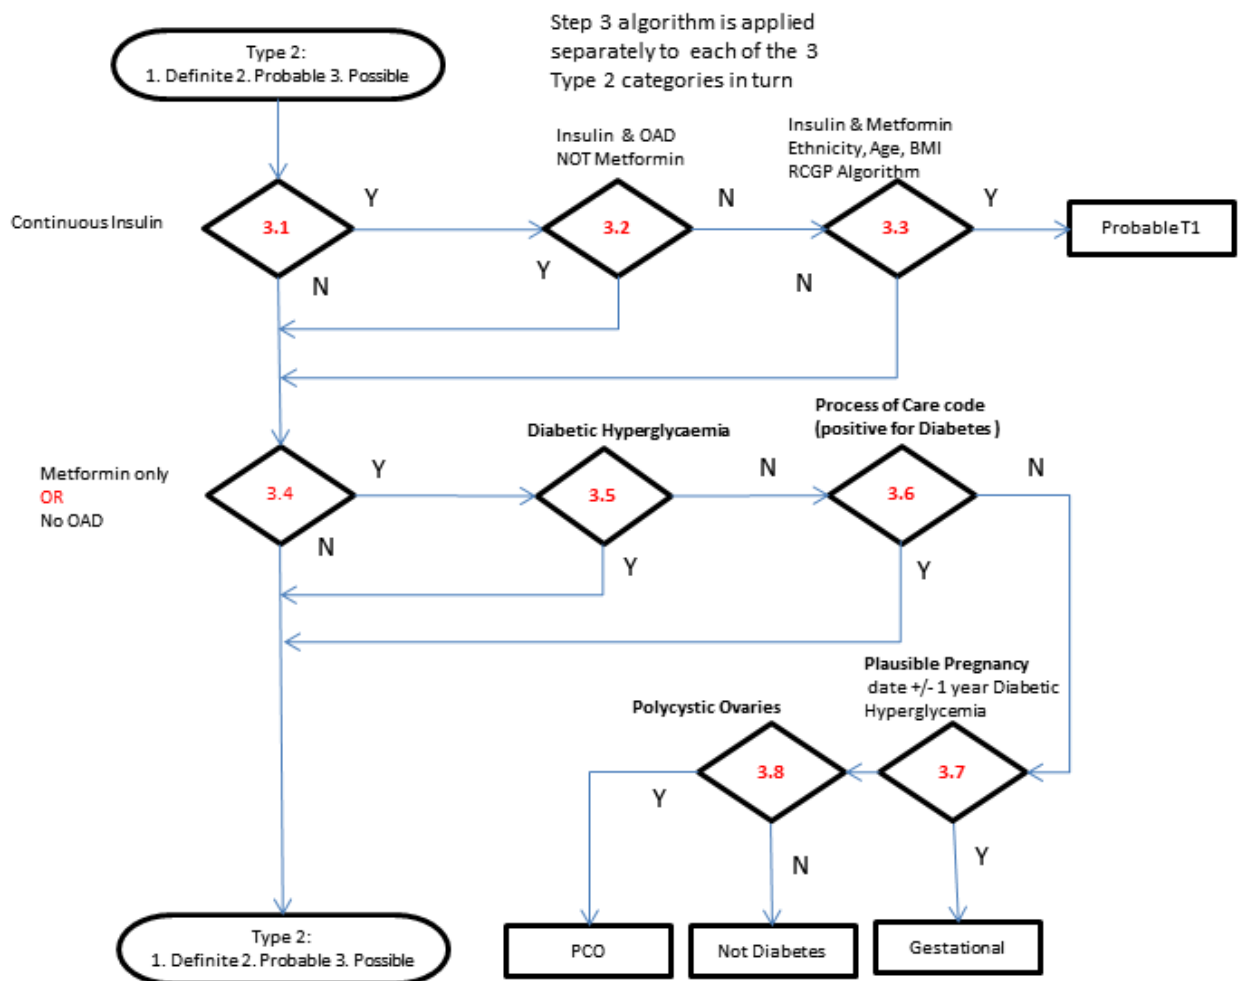 Type 2:
1. Definite 2. Probable 3. Possible
Step 3 algorithm is applied
separately to each of the 3
Type 2 categories in turn
Continuous Insulin
3.1
Y
N
Insulin & OAD
NOT Metformin
3.2
N
Y
Insulin & Metformin
Ethnicity, Age, BMI
RCGP Algorithm
3.3
Y
N
Probable T1
Metformin only
OR
No OAD
3.4
Y
N
Diabetic Hyperglycaemia
3.5
N
Y
Process of Care code
(positive for Diabetes )
3.6
N
Y
Plausible Pregnancy
date +/- 1 year Diabetic
Hyperglycemia
3.7
Y
Polycystic Ovaries
3.8
Y
N
Type 2:
1. Definite 2. Probable 3. Possible
PCO
Not Diabetes
Gestational